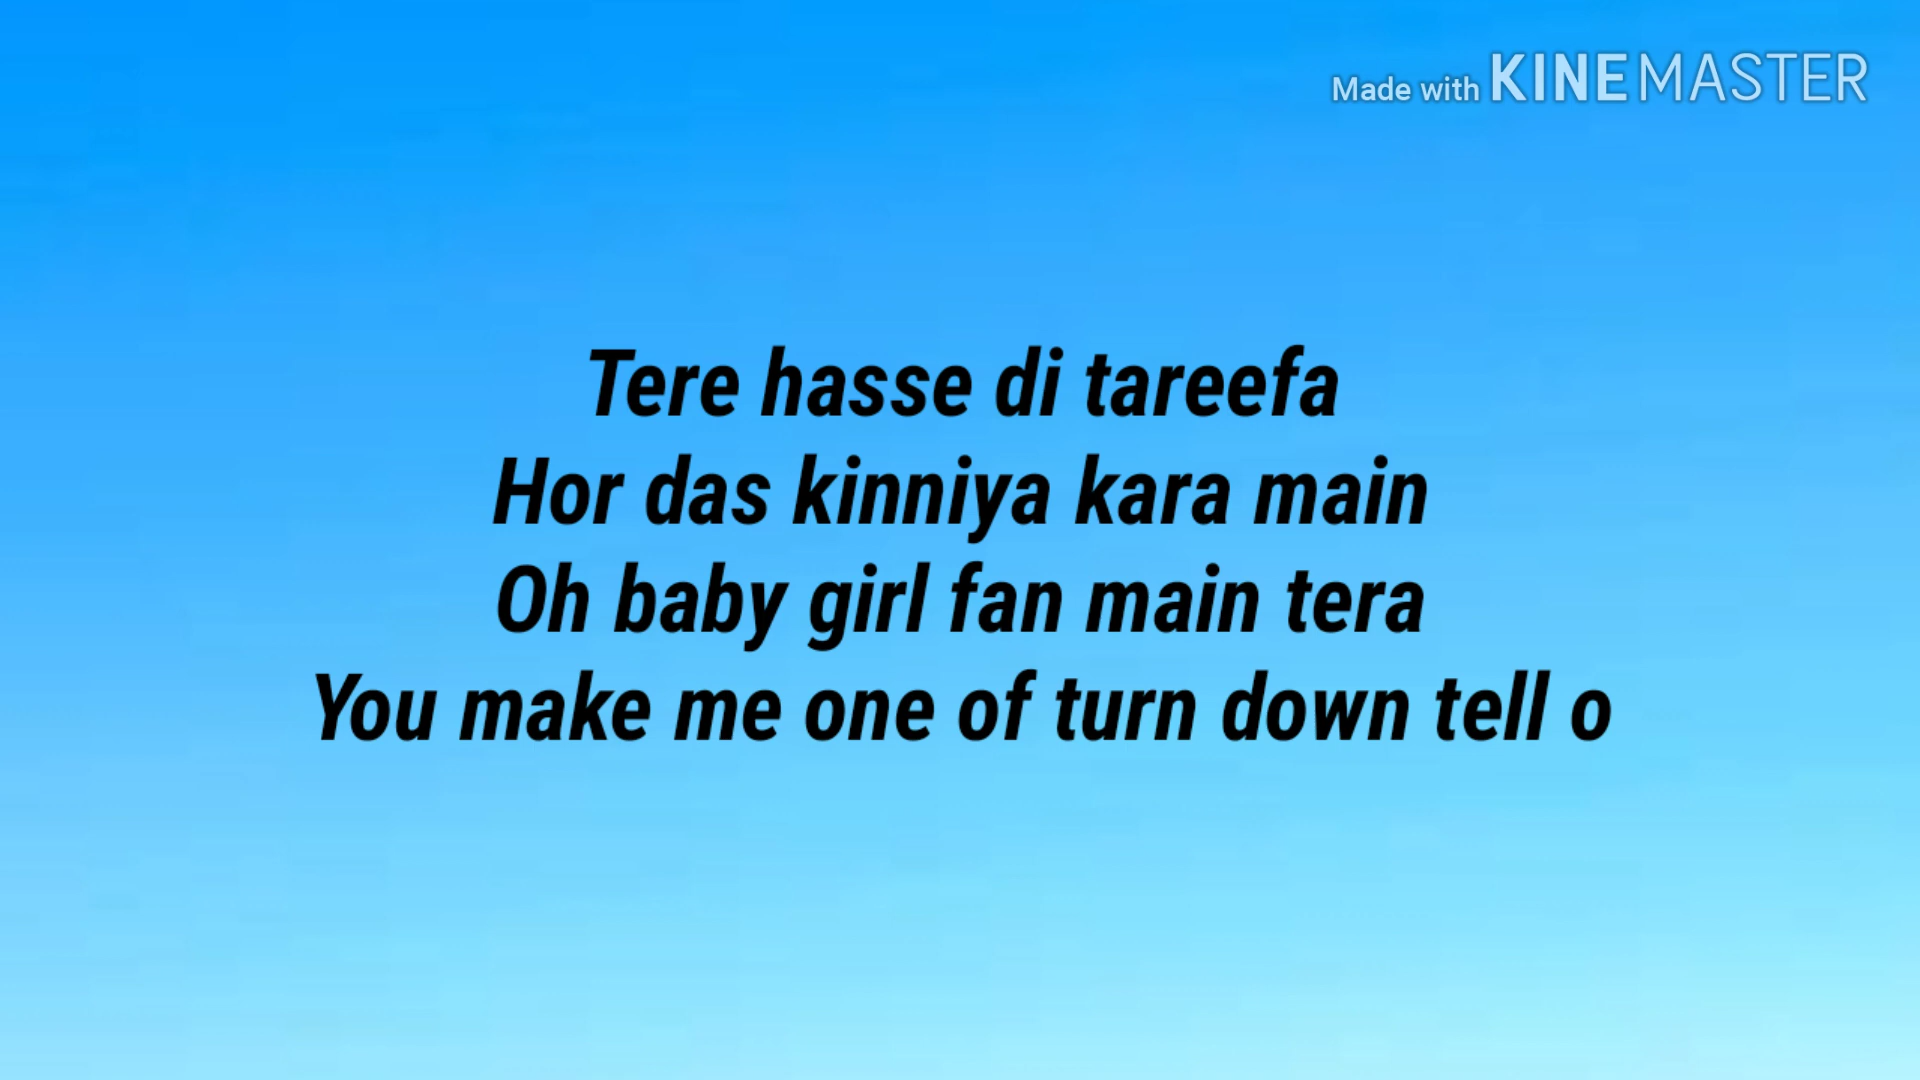 Made with KINEMASTER
Tere hasse di tareefa
Hor das kinniya kara main
Oh baby girl fan main tera
You make me one of turn down tell o